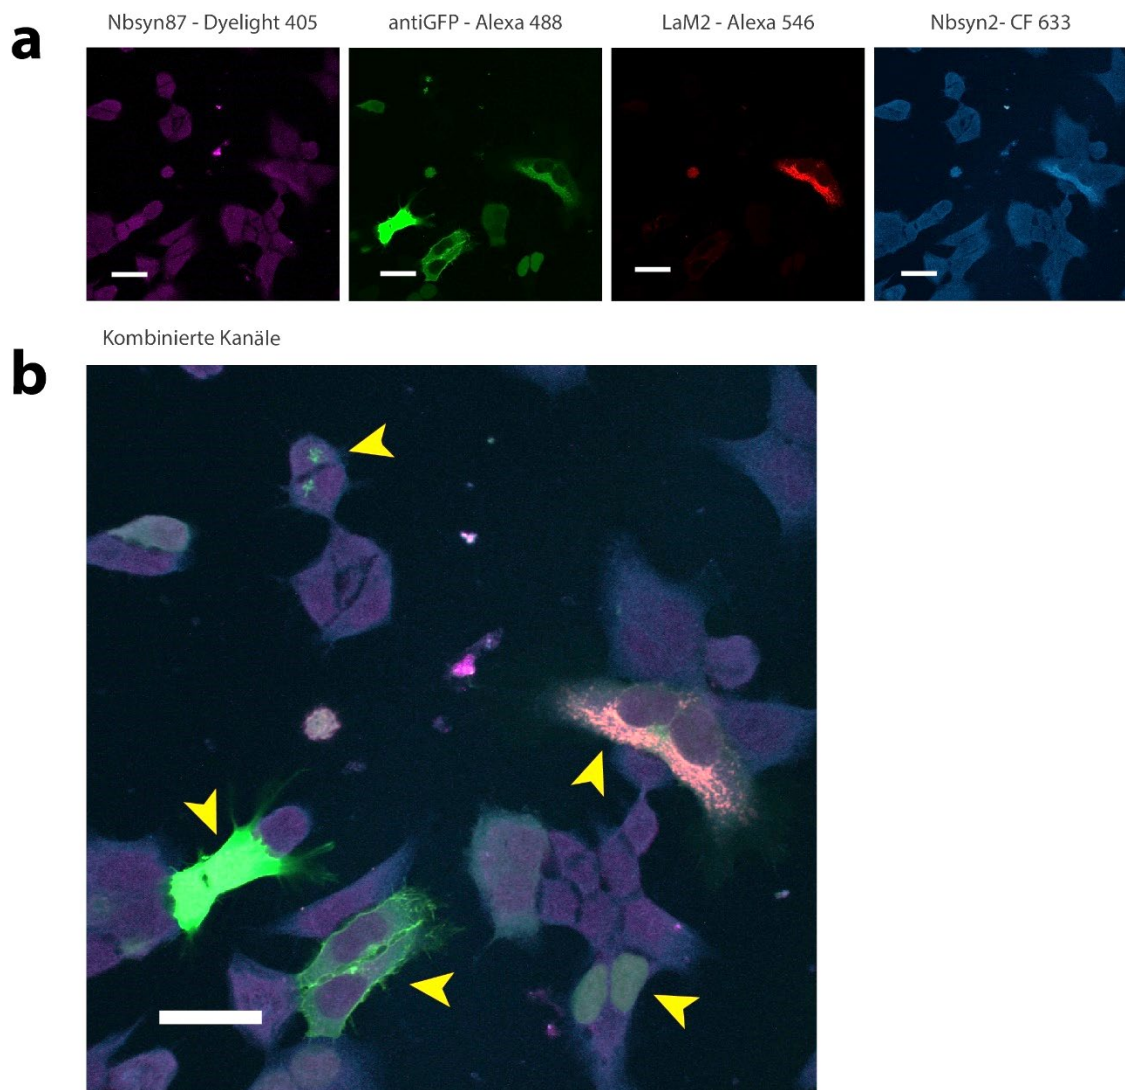 a
Nbsyn87 - Dyelight 405
antiGFP - Alexa 488
LaM2 - Alexa 546
Nbsyn2- CF 633
Kombinierte Kanäle
b